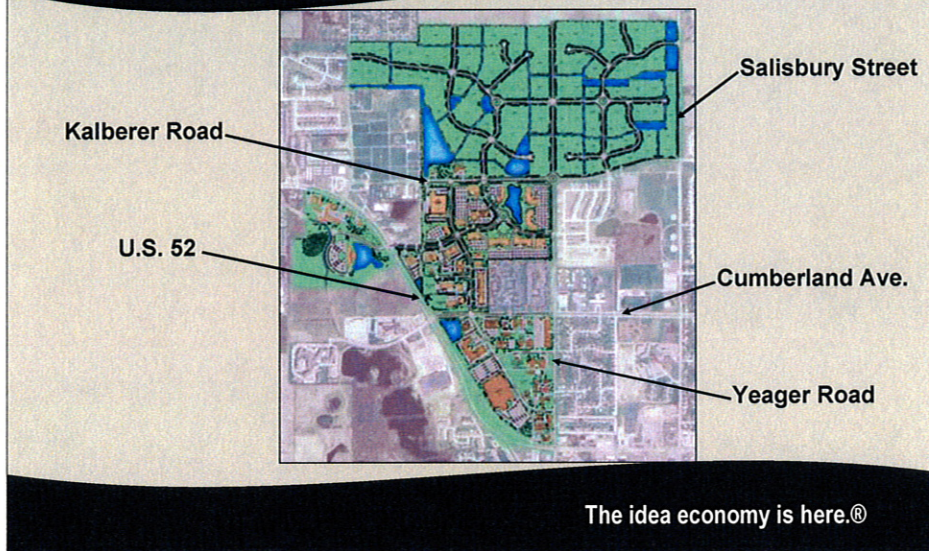 Salisbury Street
Kalberer Road
U.S. 52
Cumberland Ave.
Yeager Road
The idea economy is here.®